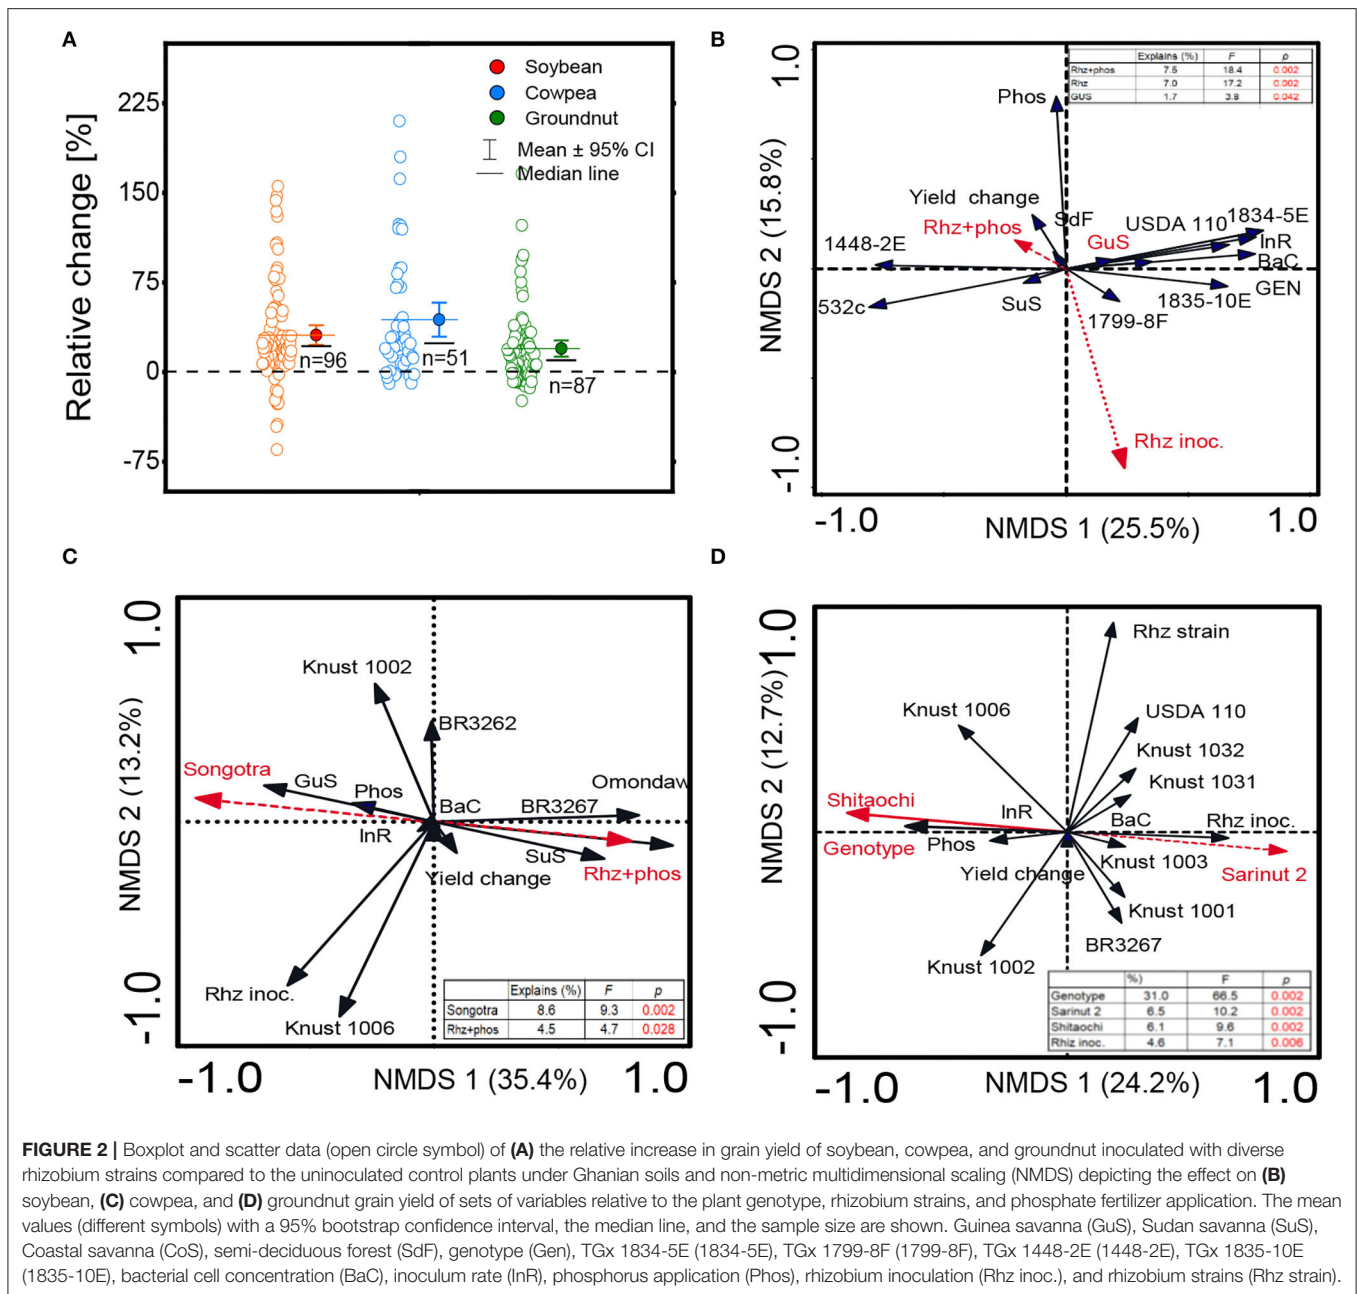 A
Soybean
Cowpea
Groundnut
Mean ± 95% CI
Median line
225
150
75
0
-75
Relative change [%]
n=96
n=51
n=87
B
Explains (%) F p
Rhz+phos 7.5 18.4 0.002
Rhz 7.0 17.2 0.002
GUS 1.7 3.8 0.042
1.0
Phos
NMDS 2 (15.8%)
Yield change
SdF
USDA 110
1834-5E
Rhz+phos
GuS
InR
1448-2E
BaC
SuS
GEN
532c
1835-10E
1799-8F
Rhz inoc.
-1.0
-1.0
NMDS 1 (25.5%)
1.0
C
1.0
NMDS 2 (13.2%)
Knust 1002
BR3262
Songotra
GuS
Phos
BaC
Omondaw
BR3267
InR
SuS
Yield change
Rhz+phos
Rhz inoc.
Knust 1006
Explains (%) F p
Songotra 8.6 9.3 0.002
Rhz+phos 4.5 4.7 0.028
-1.0
-1.0
NMDS 1 (35.4%)
1.0
D
1.0
NMDS 2 (12.7%)
Rhz strain
Knust 1006
USDA 110
Knust 1032
Knust 1031
Shitaochi
InR
BaC
Rhz inoc.
Genotype
Phos
Knust 1003
Yield change
Sarinut 2
Knust 1001
BR3267
Knust 1002
%) F p
Genotype 31.0 66.5 0.002
Sarinut 2 6.5 10.2 0.002
Shitaochi 6.1 9.6 0.002
Rhiz inoc. 4.6 7.1 0.006
-1.0
-1.0
NMDS 1 (24.2%)
1.0
FIGURE 2 | Boxplot and scatter data (open circle symbol) of (A) the relative increase in grain yield of soybean, cowpea, and groundnut inoculated with diverse
rhizobium strains compared to the uninoculated control plants under Ghanian soils and non-metric multidimensional scaling (NMDS) depicting the effect on (B)
soybean, (C) cowpea, and (D) groundnut grain yield of sets of variables relative to the plant genotype, rhizobium strains, and phosphate fertilizer application. The mean
values (different symbols) with a 95% bootstrap confidence interval, the median line, and the sample size are shown. Guinea savanna (GuS), Sudan savanna (SuS),
Coastal savanna (CoS), semi-deciduous forest (SdF), genotype (Gen), TGx 1834-5E (1834-5E), TGx 1799-8F (1799-8F), TGx 1448-2E (1448-2E), TGx 1835-10E
(1835-10E), bacterial cell concentration (BaC), inoculum rate (InR), phosphorus application (Phos), rhizobium inoculation (Rhz inoc.), and rhizobium strains (Rhz strain).